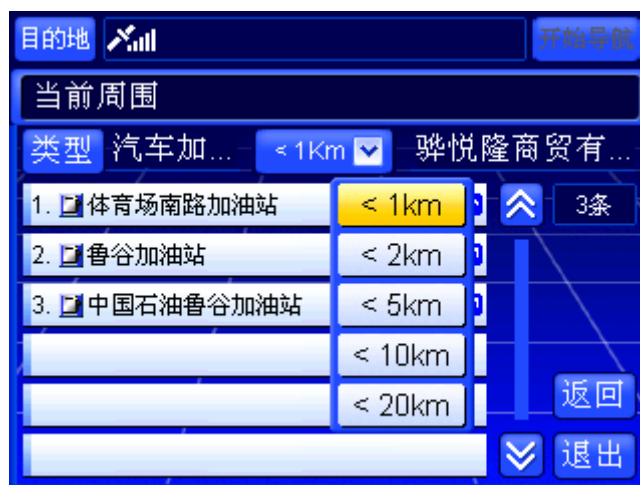 目的地 开始导航
当前周围
类型 汽车加... <1Km 骅悦隆商贸有...
1. 体育场南路加油站 < 1km 3条
2. 鲁谷加油站 < 2km
3. 中国石油鲁谷加油站 < 5km
< 10km
< 20km 返回
退出